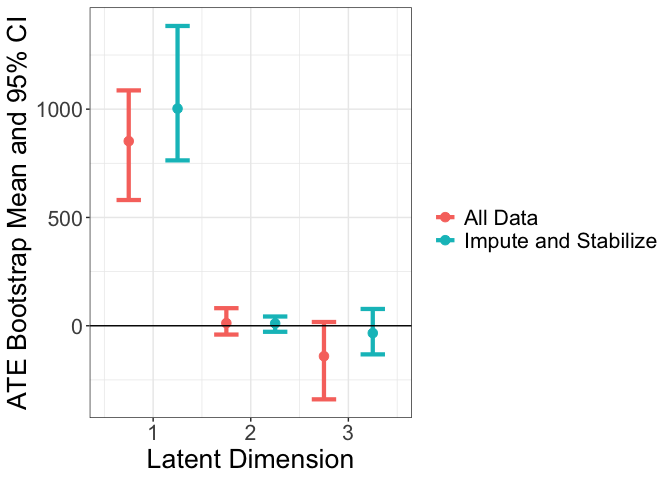 ATE Bootstrap Mean and 95% CI
1000
500
0
1 2 3
Latent Dimension
All Data
Impute and Stabilize